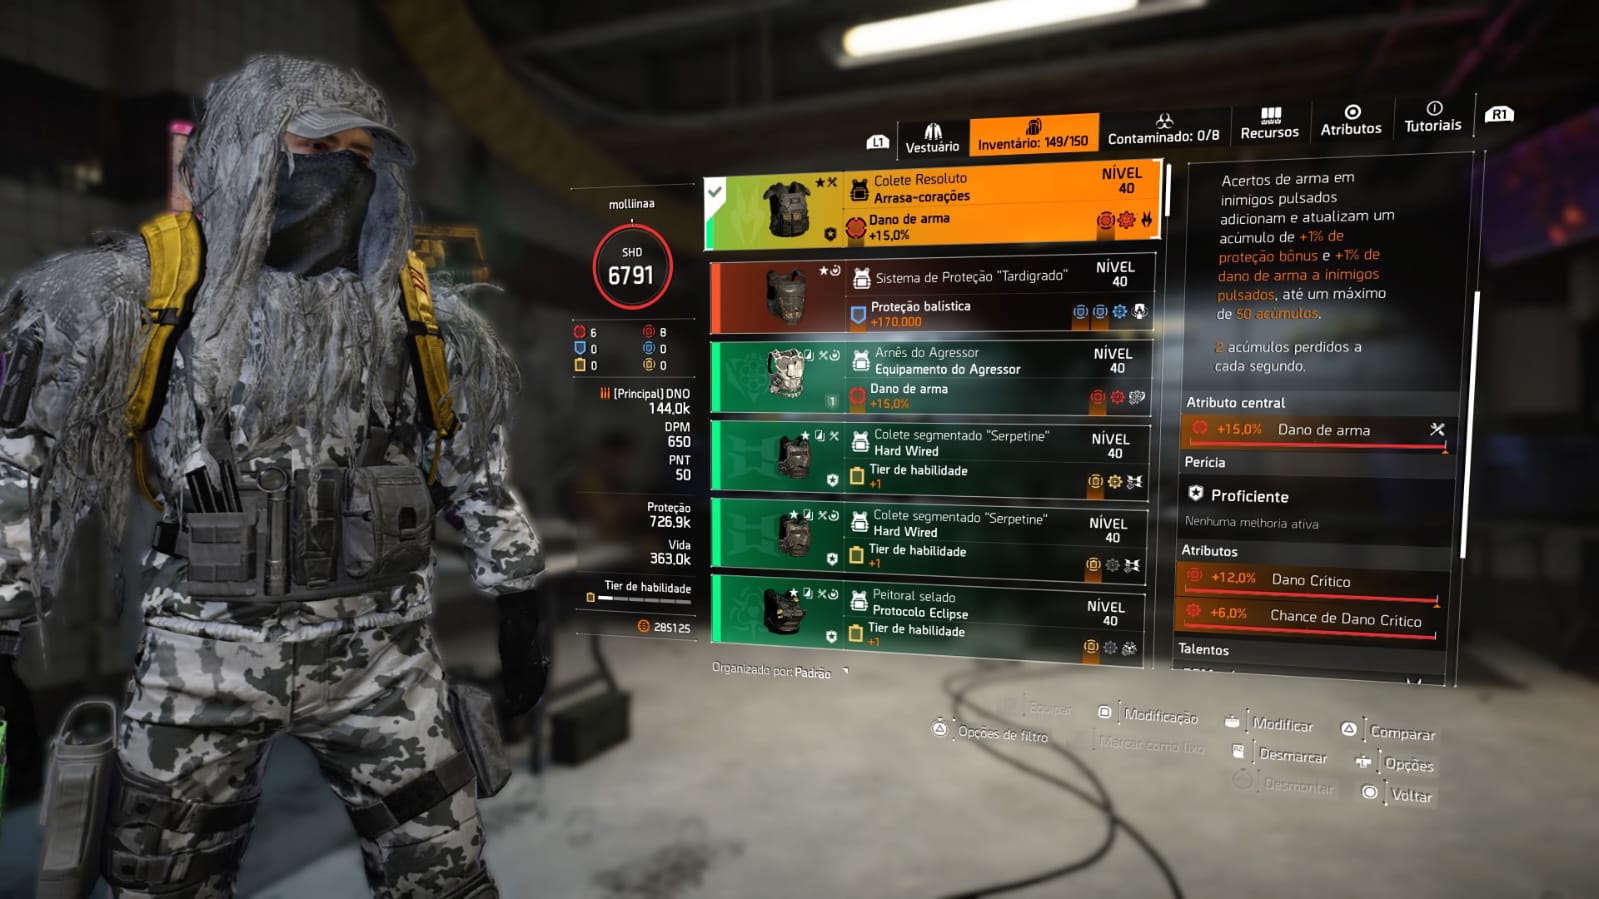 L1
Vestuário
Inventário: 149/150
Contaminado: 0/8
Recursos
Atributos
Tutoriais
R1
molliinaa
SHD
6791
6 8
0 0
0 0
[Principal] DNO
144,0k
DPM
650
PNT
50
Proteção
726,9k
Vida
363,0k
Tier de habilidade
285125
Colete Resoluto
Arrasa-corações
NÍVEL
40
Dano de arma
+15,0%
Sistema de Proteção "Tardigrado"
NÍVEL
40
Proteção balística
+170.000
Arnês do Agressor
Equipamento do Agressor
NÍVEL
40
Dano de arma
+15,0%
1
Colete segmentado "Serpetine"
Hard Wired
NÍVEL
40
Tier de habilidade
+1
Colete segmentado "Serpetine"
Hard Wired
NÍVEL
40
Tier de habilidade
+1
Peitoral selado
Protocolo Eclipse
NÍVEL
40
Tier de habilidade
+1
Organizado por: Padrão
Acertos de arma em
inimigos pulsados
adicionam e atualizam um
acúmulo de +1% de
proteção bônus e +1% de
dano de arma a inimigos
pulsados, até um máximo
de 50 acúmulos.
2 acúmulos perdidos a
cada segundo.
Atributo central
+15,0% Dano de arma
Perícia
Proficiente
Nenhuma melhoria ativa
Atributos
+12,0% Dano Crítico
+6,0% Chance de Dano Crítico
Talentos
Equipar
Modificação
Modificar
Comparar
Opções de filtro
Marcar como lixo
Desmarcar
Opções
Desmontar
Voltar